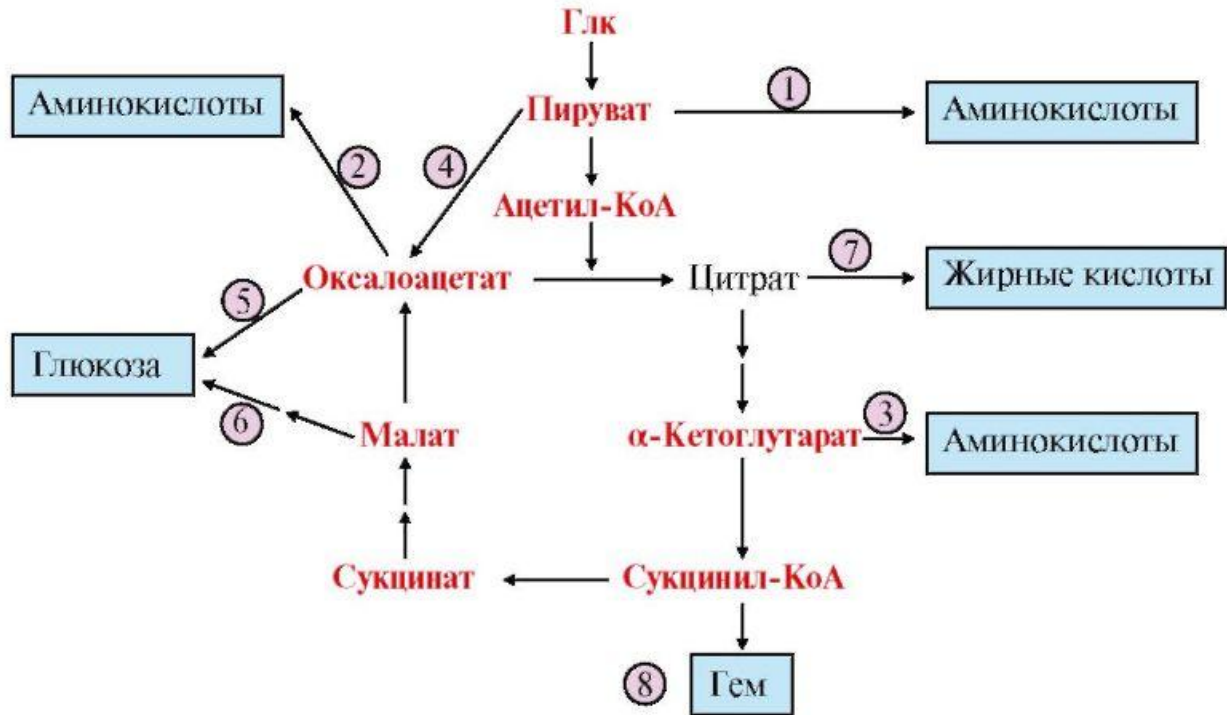 Глк
Аминокислоты
1
Пируват
Аминокислоты
2
4
Ацетил-КоА
7
Оксалоацетат
Цитрат
Жирные кислоты
5
Глюкоза
6
Малат
3
α-Кетоглутарат
Аминокислоты
Сукцинат
Сукцинил-КоА
8
Гем